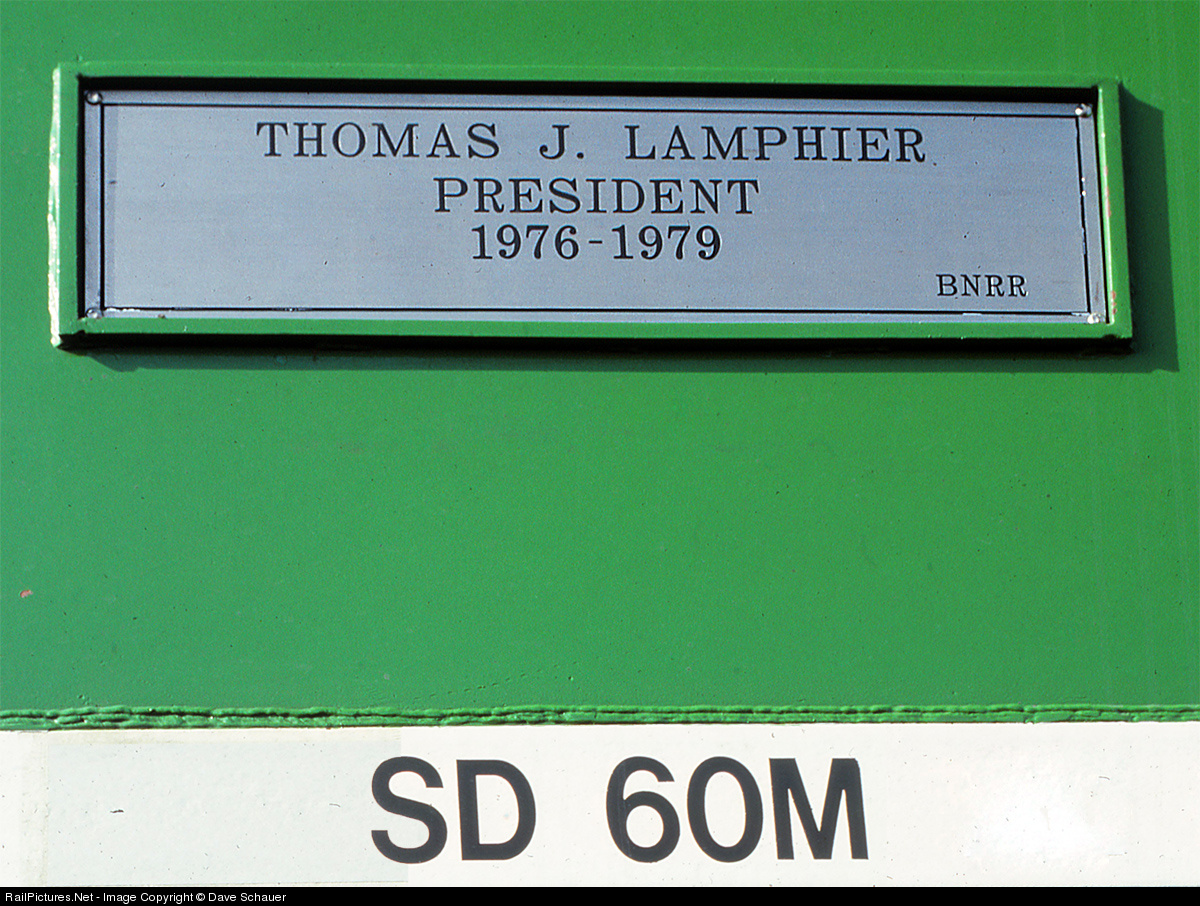 THOMAS J. LAMPHIER
PRESIDENT
1976-1979
BNRR
SD 60M
RailPictures.Net - Image Copyright © Dave Schauer